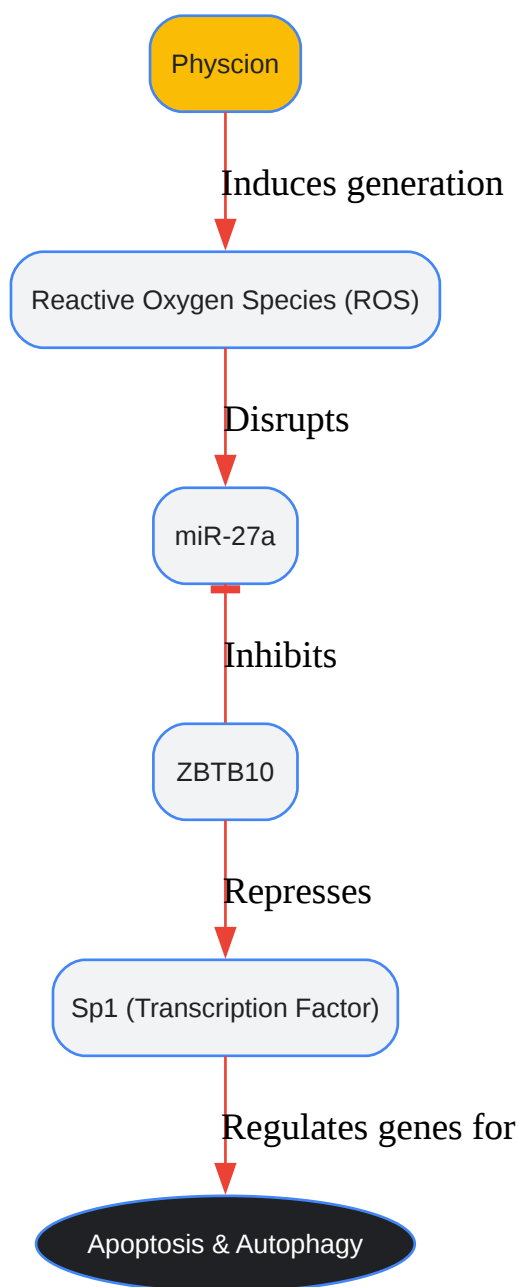 Physcion
Induces generation
Reactive Oxygen Species (ROS)
Disrupts
miR-27a
Inhibits
ZBTB10
Represses
Sp1 (Transcription Factor)
Regulates genes for
Apoptosis & Autophagy